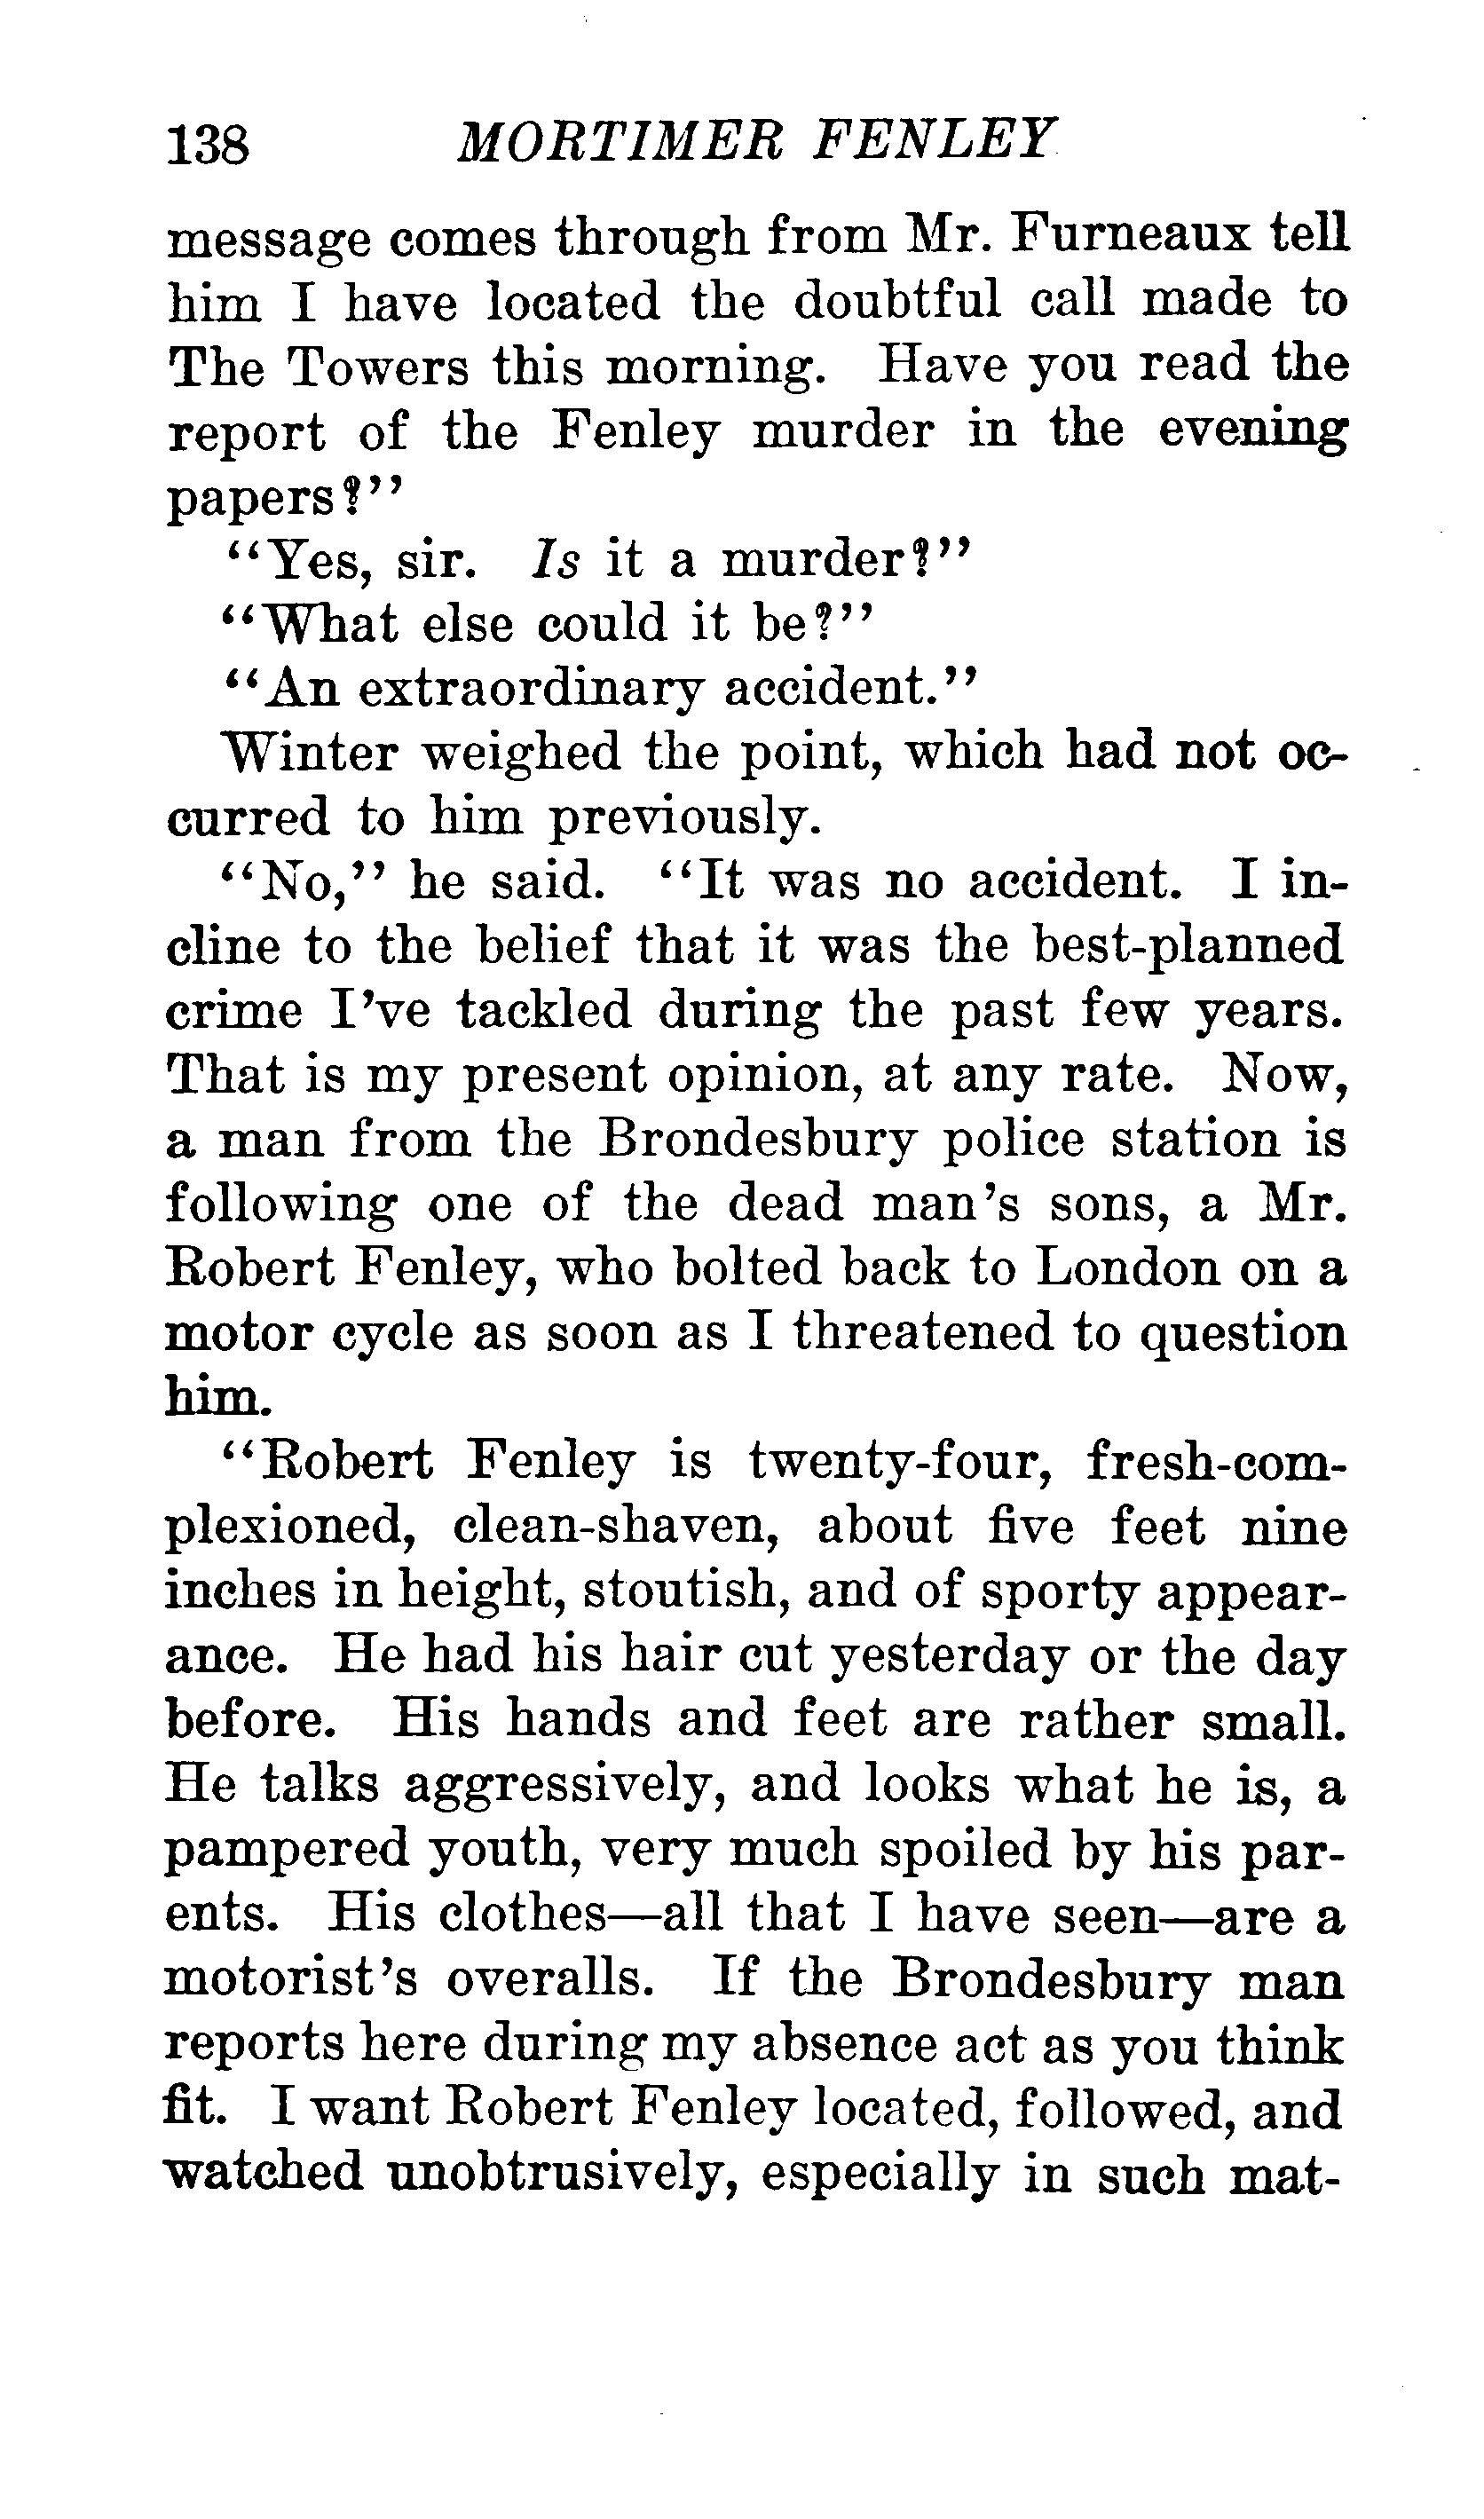 138 MORTIMER FENLEY
message comes through from Mr. Furneaux tell
him I have located the doubtful call made to
The Towers this morning. Have you read the
report of the Fenley murder in the evening
papers?"
"Yes, sir. Is it a murder?"
"What else could it be?"
"An extraordinary accident."
Winter weighed the point, which had not oc-
curred to him previously.
"No," he said. "It was no accident. I in-
cline to the belief that it was the best-planned
crime I've tackled during the past few years.
That is my present opinion, at any rate. Now,
a man from the Brondesbury police station is
following one of the dead man's sons, a Mr.
Robert Fenley, who bolted back to London on a
motor cycle as soon as I threatened to question
him.
"Robert Fenley is twenty-four, fresh-com-
plexioned, clean-shaven, about five feet nine
inches in height, stoutish, and of sporty appear-
ance. He had his hair cut yesterday or the day
before. His hands and feet are rather small.
He talks aggressively, and looks what he is, a
pampered youth, very much spoiled by his par-
ents. His clothes—all that I have seen—are a
motorist's overalls. If the Brondesbury man
reports here during my absence act as you think
fit. I want Robert Fenley located, followed, and
watched unobtrusively, especially in such mat-